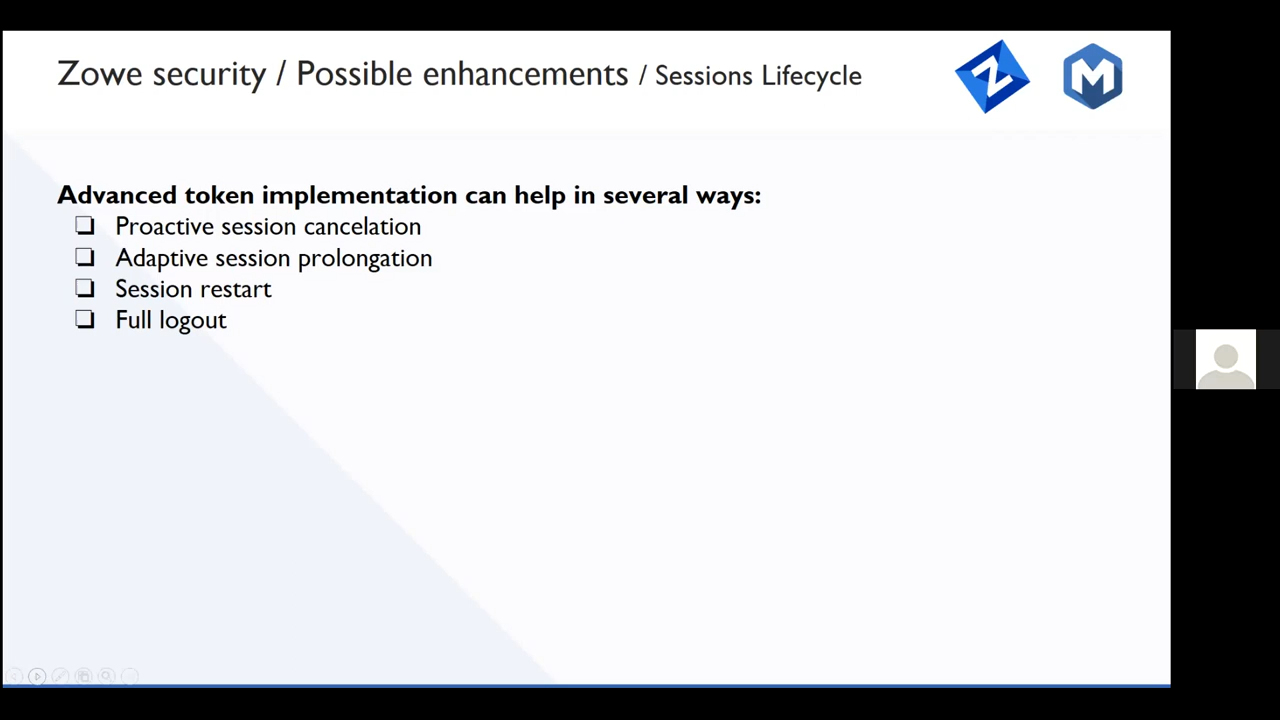 Zowe security / Possible enhancements / Sessions Lifecycle
Advanced token implementation can help in several ways:
❑ Proactive session cancelation
❑ Adaptive session prolongation
❑ Session restart
❑ Full logout